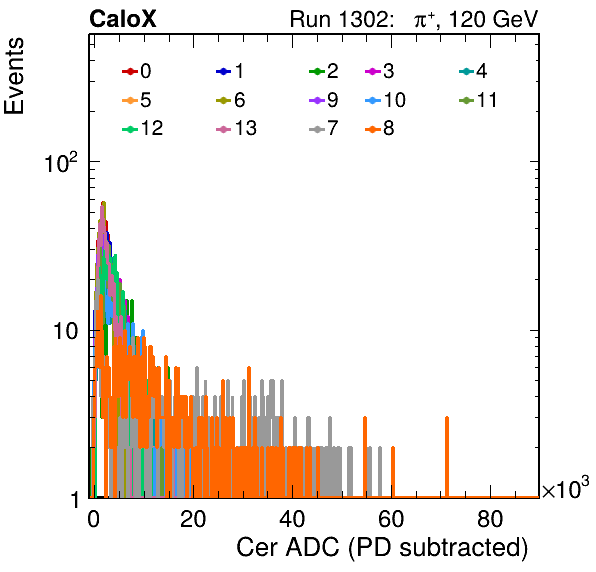 CaloX Run 1302: π⁺, 120 GeV
Events
0 1 2 3 4
5 6 9 10 11
12 13 7 8
10²
10
1
0 20 40 60 80 ×10³
Cer ADC (PD subtracted)